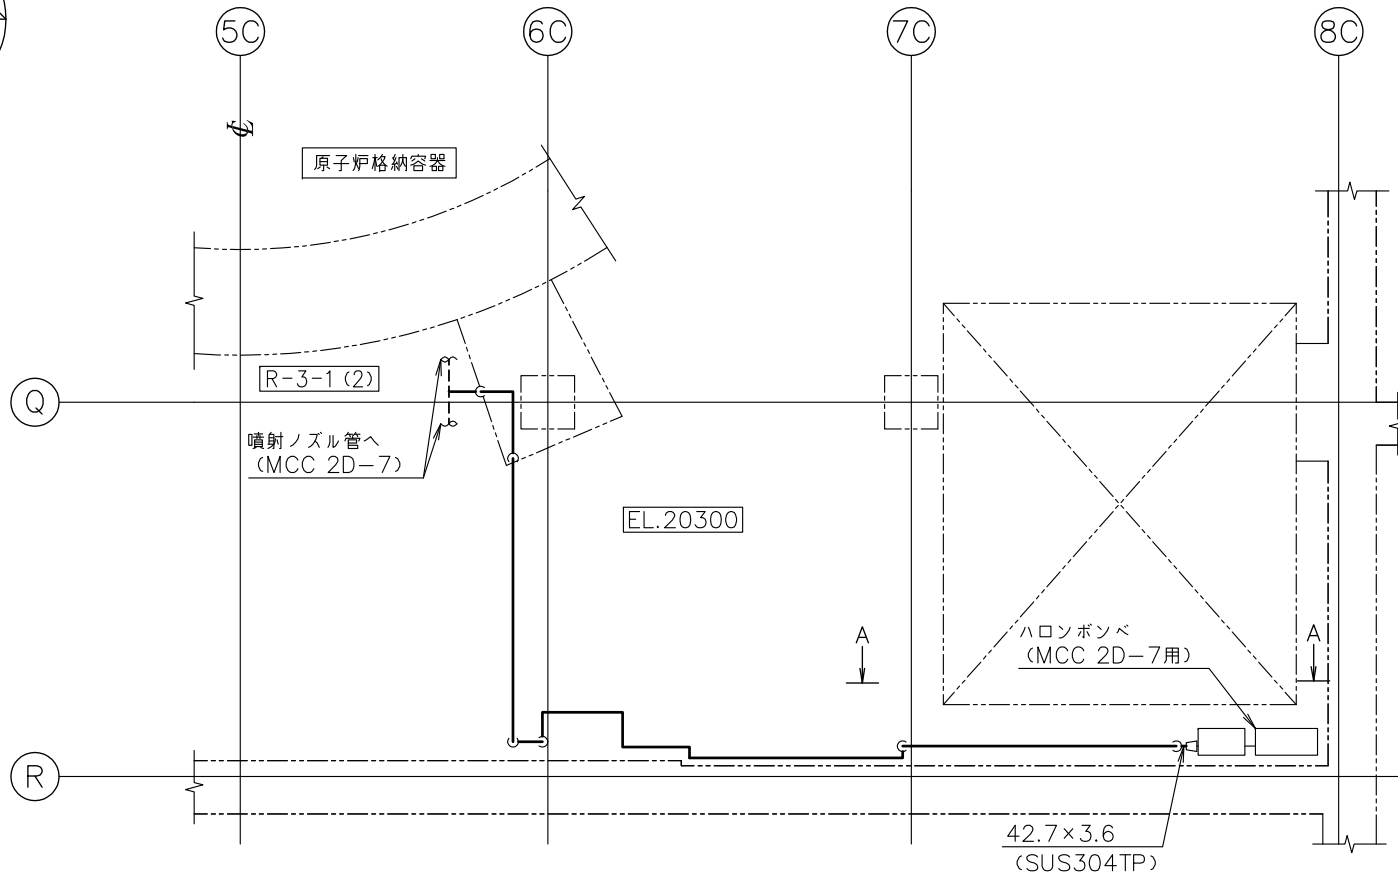 5C
6C
7C
8C
℄
原子炉格納容器
R-3-1(2)
Q
噴射ノズル管へ
(MCC 2D-7)
EL.20300
A
A
ハロンボンベ
(MCC 2D-7用)
R
42.7×3.6
(SUS304TP)